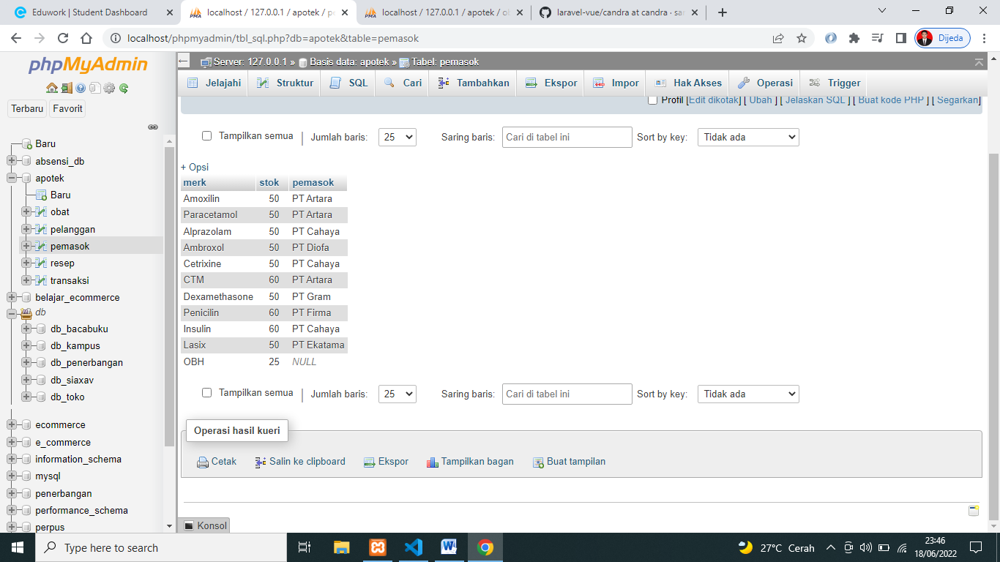 Eduwork | Student Dashboard
localhost / 127.0.0.1 / apotek / pe
localhost / 127.0.0.1 / apotek / ol
laravel-vue/candra at candra · sar
localhost/phpmyadmin/tbl_sql.php?db=apotek&table=pemasok
Dijeda
phpMyAdmin
Terbaru Favorit
Baru
absensi_db
apotek
Baru
obat
pelanggan
pemasok
resep
transaksi
belajar_ecommerce
db
db_bacabuku
db_kampus
db_penerbangan
db_siaxav
db_toko
ecommerce
e_commerce
information_schema
mysql
penerbangan
performance_schema
perpus
Server: 127.0.0.1 » Basis data: apotek » Tabel: pemasok
Jelajahi Struktur SQL Cari Tambahkan Ekspor Impor Hak Akses Operasi Trigger
Profil [Edit dikotak] [ Ubah ] [ Jelaskan SQL ] [ Buat kode PHP ] [ Segarkan]
Tampilkan semua | Jumlah baris: 25 Saring baris: Cari di tabel ini Sort by key: Tidak ada
+ Opsi
merk stok pemasok
Amoxilin 50 PT Artara
Paracetamol 50 PT Artara
Alprazolam 50 PT Cahaya
Ambroxol 50 PT Diofa
Cetrixine 50 PT Cahaya
CTM 60 PT Artara
Dexamethasone 50 PT Gram
Penicilin 60 PT Firma
Insulin 60 PT Cahaya
Lasix 50 PT Ekatama
OBH 25 NULL
Tampilkan semua | Jumlah baris: 25 Saring baris: Cari di tabel ini Sort by key: Tidak ada
Operasi hasil kueri
Cetak Salin ke clipboard Ekspor Tampilkan bagan Buat tampilan
Konsol
Type here to search
27°C Cerah
23:46
18/06/2022